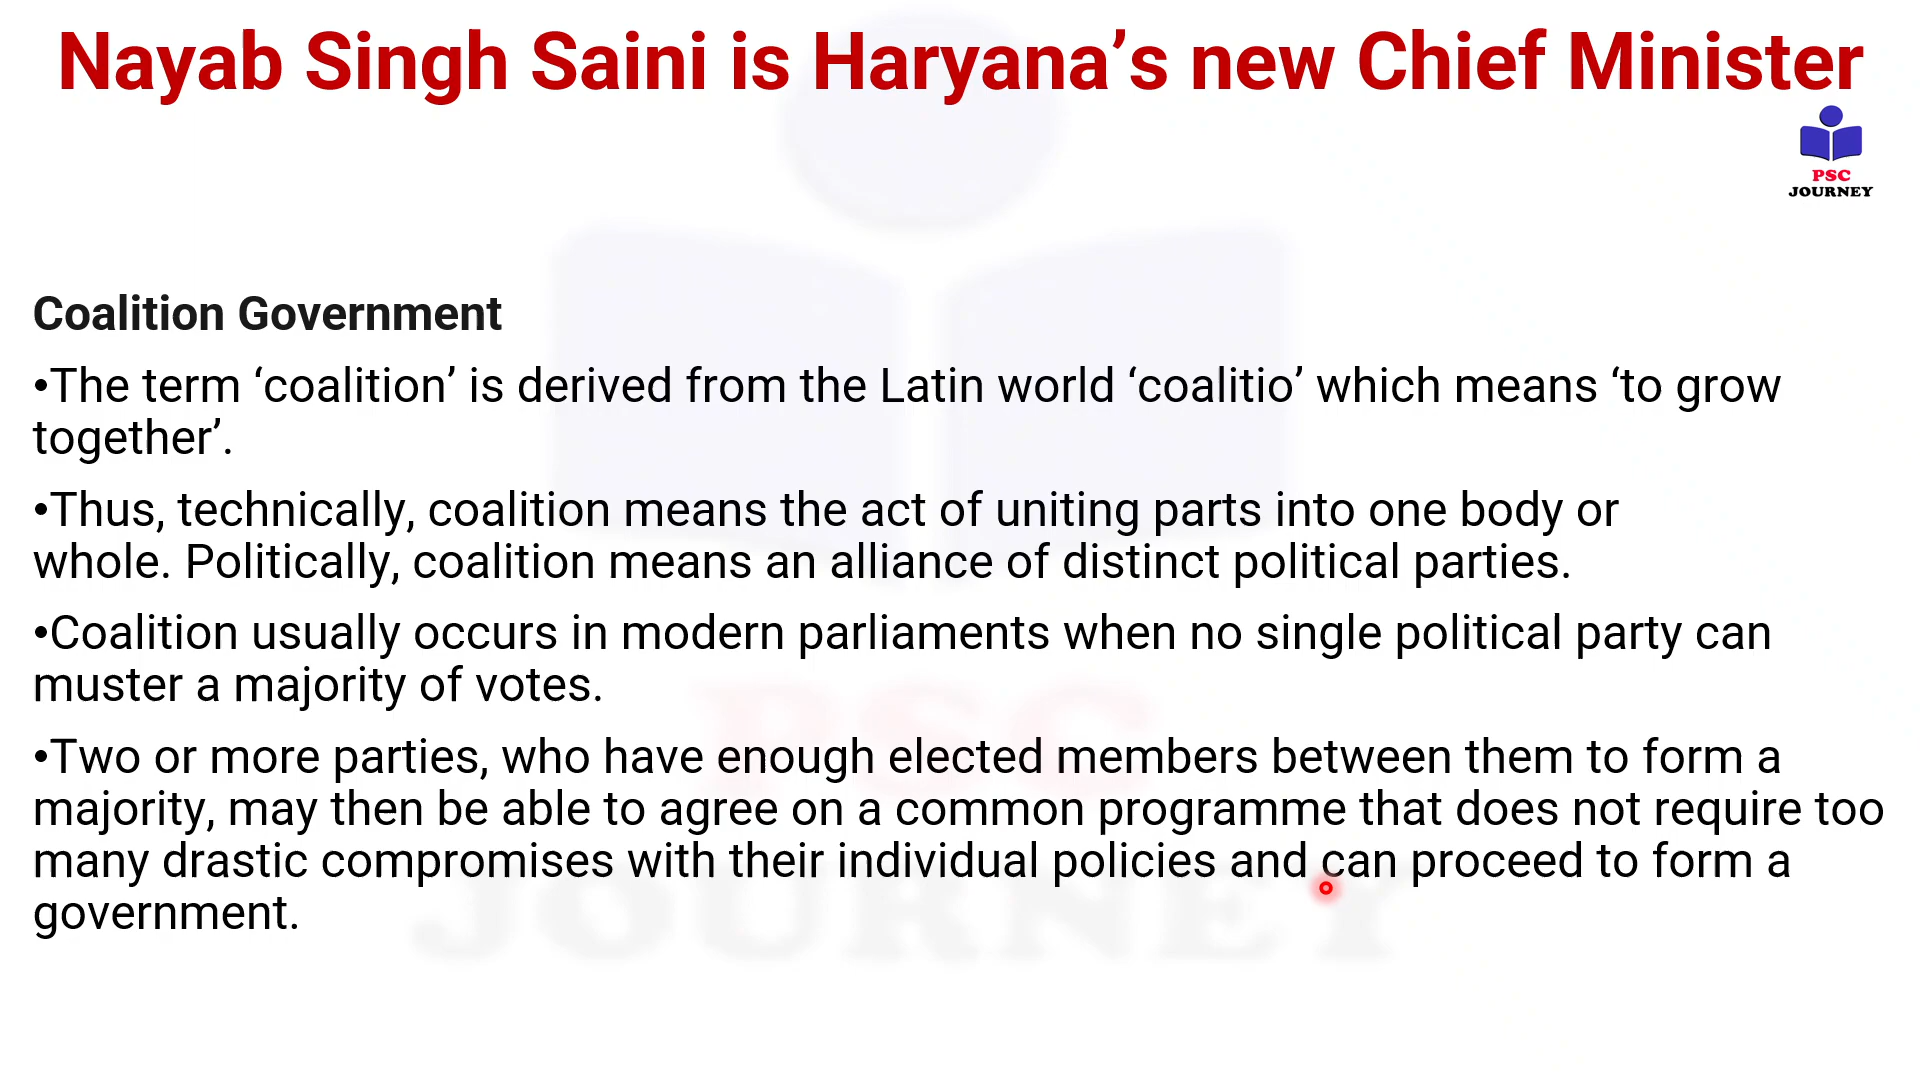 Nayab Singh Saini is Haryana’s new Chief Minister
PSC
JOURNEY
Coalition Government
•The term ‘coalition’ is derived from the Latin world ‘coalitio’ which means ‘to grow
together’.
•Thus, technically, coalition means the act of uniting parts into one body or
whole. Politically, coalition means an alliance of distinct political parties.
•Coalition usually occurs in modern parliaments when no single political party can
muster a majority of votes.
•Two or more parties, who have enough elected members between them to form a
majority, may then be able to agree on a common programme that does not require too
many drastic compromises with their individual policies and can proceed to form a
government.
PSC
JOURNEY